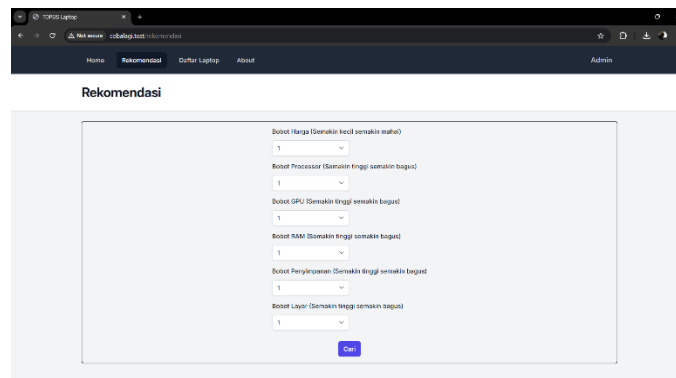 TOPSIS Laptop
Not secure cobalagi.test/rekomendasi
Home Rekomendasi Daftar Laptop About Admin
Rekomendasi
Bobot Harga (Semakin kecil semakin mahal)
1
Bobot Processor (Semakin tinggi semakin bagus)
1
Bobot GPU (Semakin tinggi semakin bagus)
1
Bobot RAM (Semakin tinggi semakin bagus)
1
Bobot Penyimpanan (Semakin tinggi semakin bagus)
1
Bobot Layar (Semakin tinggi semakin bagus)
1
Cari